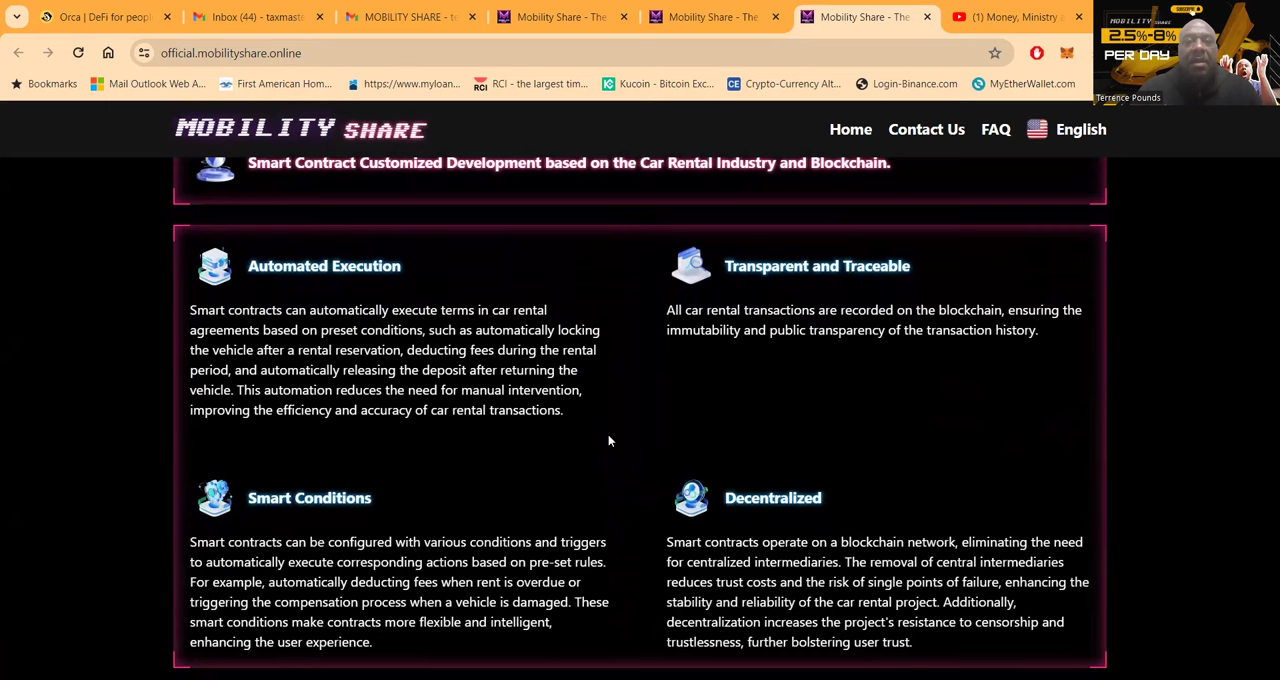 Orca | DeFi for peopl
Inbox (44) - taxmaste
MOBILITY SHARE - te
Mobility Share - The
Mobility Share - The
Mobility Share - The
(1) Money, Ministry
official.mobilityshare.online
Bookmarks
Mail Outlook Web A...
First American Hom...
https://www.myloan...
RCI
RCI - the largest tim...
Kucoin - Bitcoin Exc...
CE
Crypto-Currency Alt...
Login-Binance.com
MyEtherWallet.com
MOBILITY SHARE
SUBSCRIBE
2.5%-8%
PER DAY
Terrence Pounds
MOBILITY SHARE
Home
Contact Us
FAQ
English
Smart Contract Customized Development based on the Car Rental Industry and Blockchain.
Automated Execution
Smart contracts can automatically execute terms in car rental
agreements based on preset conditions, such as automatically locking
the vehicle after a rental reservation, deducting fees during the rental
period, and automatically releasing the deposit after returning the
vehicle. This automation reduces the need for manual intervention,
improving the efficiency and accuracy of car rental transactions.
Transparent and Traceable
All car rental transactions are recorded on the blockchain, ensuring the
immutability and public transparency of the transaction history.
Smart Conditions
Smart contracts can be configured with various conditions and triggers
to automatically execute corresponding actions based on pre-set rules.
For example, automatically deducting fees when rent is overdue or
triggering the compensation process when a vehicle is damaged. These
smart conditions make contracts more flexible and intelligent,
enhancing the user experience.
Decentralized
Smart contracts operate on a blockchain network, eliminating the need
for centralized intermediaries. The removal of central intermediaries
reduces trust costs and the risk of single points of failure, enhancing the
stability and reliability of the car rental project. Additionally,
decentralization increases the project's resistance to censorship and
trustlessness, further bolstering user trust.